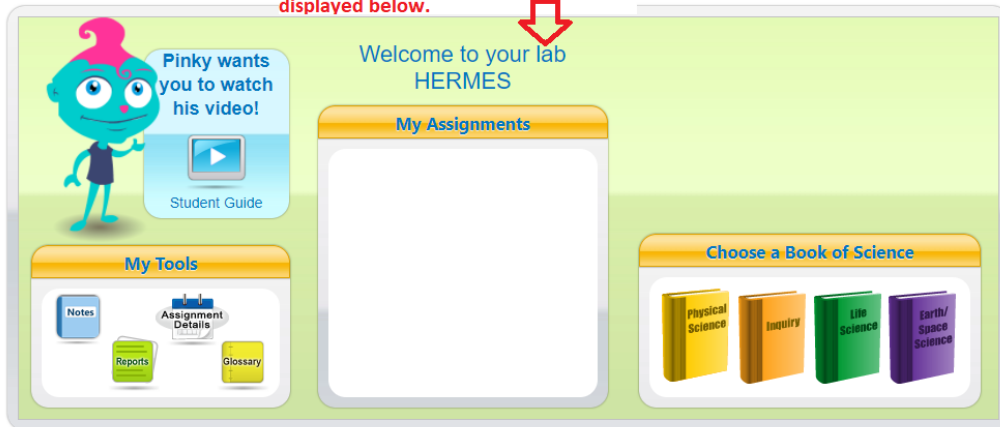 displayed below.
Welcome to your lab
HERMES
Pinky wants
you to watch
his video!
Student Guide
My Assignments
My Tools
Notes
Assignment
Details
Reports
Glossary
Choose a Book of Science
Physical
Science
Inquiry
Life
Science
Earth/
Space
Science